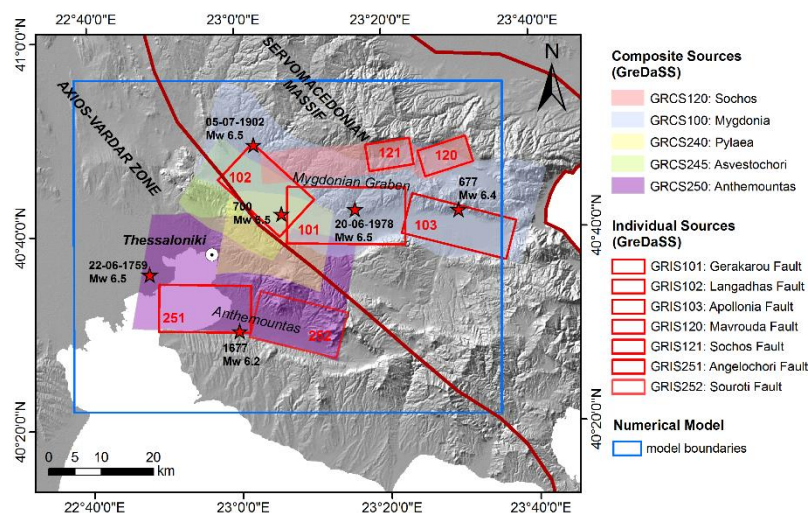 22°40'0"E
23°0'0"E
23°20'0"E
23°40'0"E
41°0'0"N
40°40'0"N
40°20'0"N
N
SERVOMACEDONIAN
MASSIF
AXIOS-VARDAR ZONE
05-07-1902
Mw 6.5
121
120
102
Mygdonian Graben
677
Mw 6.4
700
Mw 6.5
101
20-06-1978
Mw 6.5
103
Thessaloniki
22-06-1759
Mw 6.5
251
Anthemountas
252
1677
Mw 6.2
0 5 10 20
km
41°0'0"N
40°40'0"N
40°20'0"N
22°40'0"E
23°0'0"E
23°20'0"E
23°40'0"E
Composite Sources
(GreDaSS)
GRCS120: Sochos
GRCS100: Mygdonia
GRCS240: Pylaea
GRCS245: Asvestochori
GRCS250: Anthemountas
Individual Sources
(GreDaSS)
GRIS101: Gerakarou Fault
GRIS102: Langadhas Fault
GRIS103: Apollonia Fault
GRIS120: Mavrouda Fault
GRIS121: Sochos Fault
GRIS251: Angelochori Fault
GRIS252: Souroti Fault
Numerical Model
model boundaries